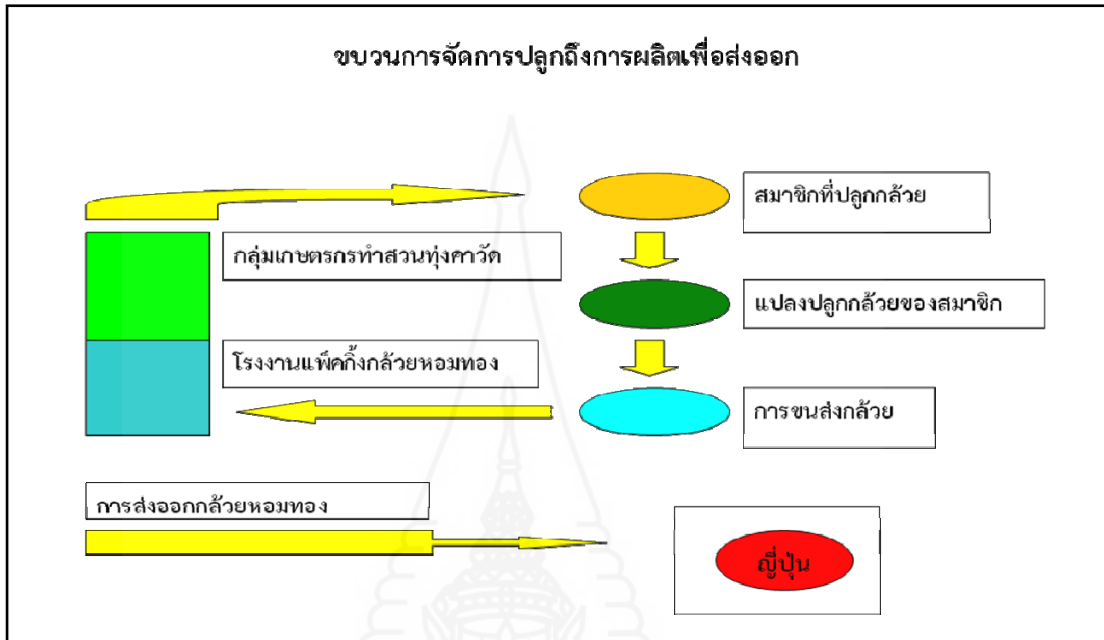 ขบวนการจัดการปลูกถึงการผลิตเพื่อส่งออก
สมาชิกที่ปลูกกล้วย
กลุ่มเกษตรกรทำสวนทุ่งคาวัด
แปลงปลูกกล้วยของสมาชิก
โรงงานแพ็คกิ้งกล้วยหอมทอง
การขนส่งกล้วย
การส่งออกกล้วยหอมทอง
ญี่ปุ่น